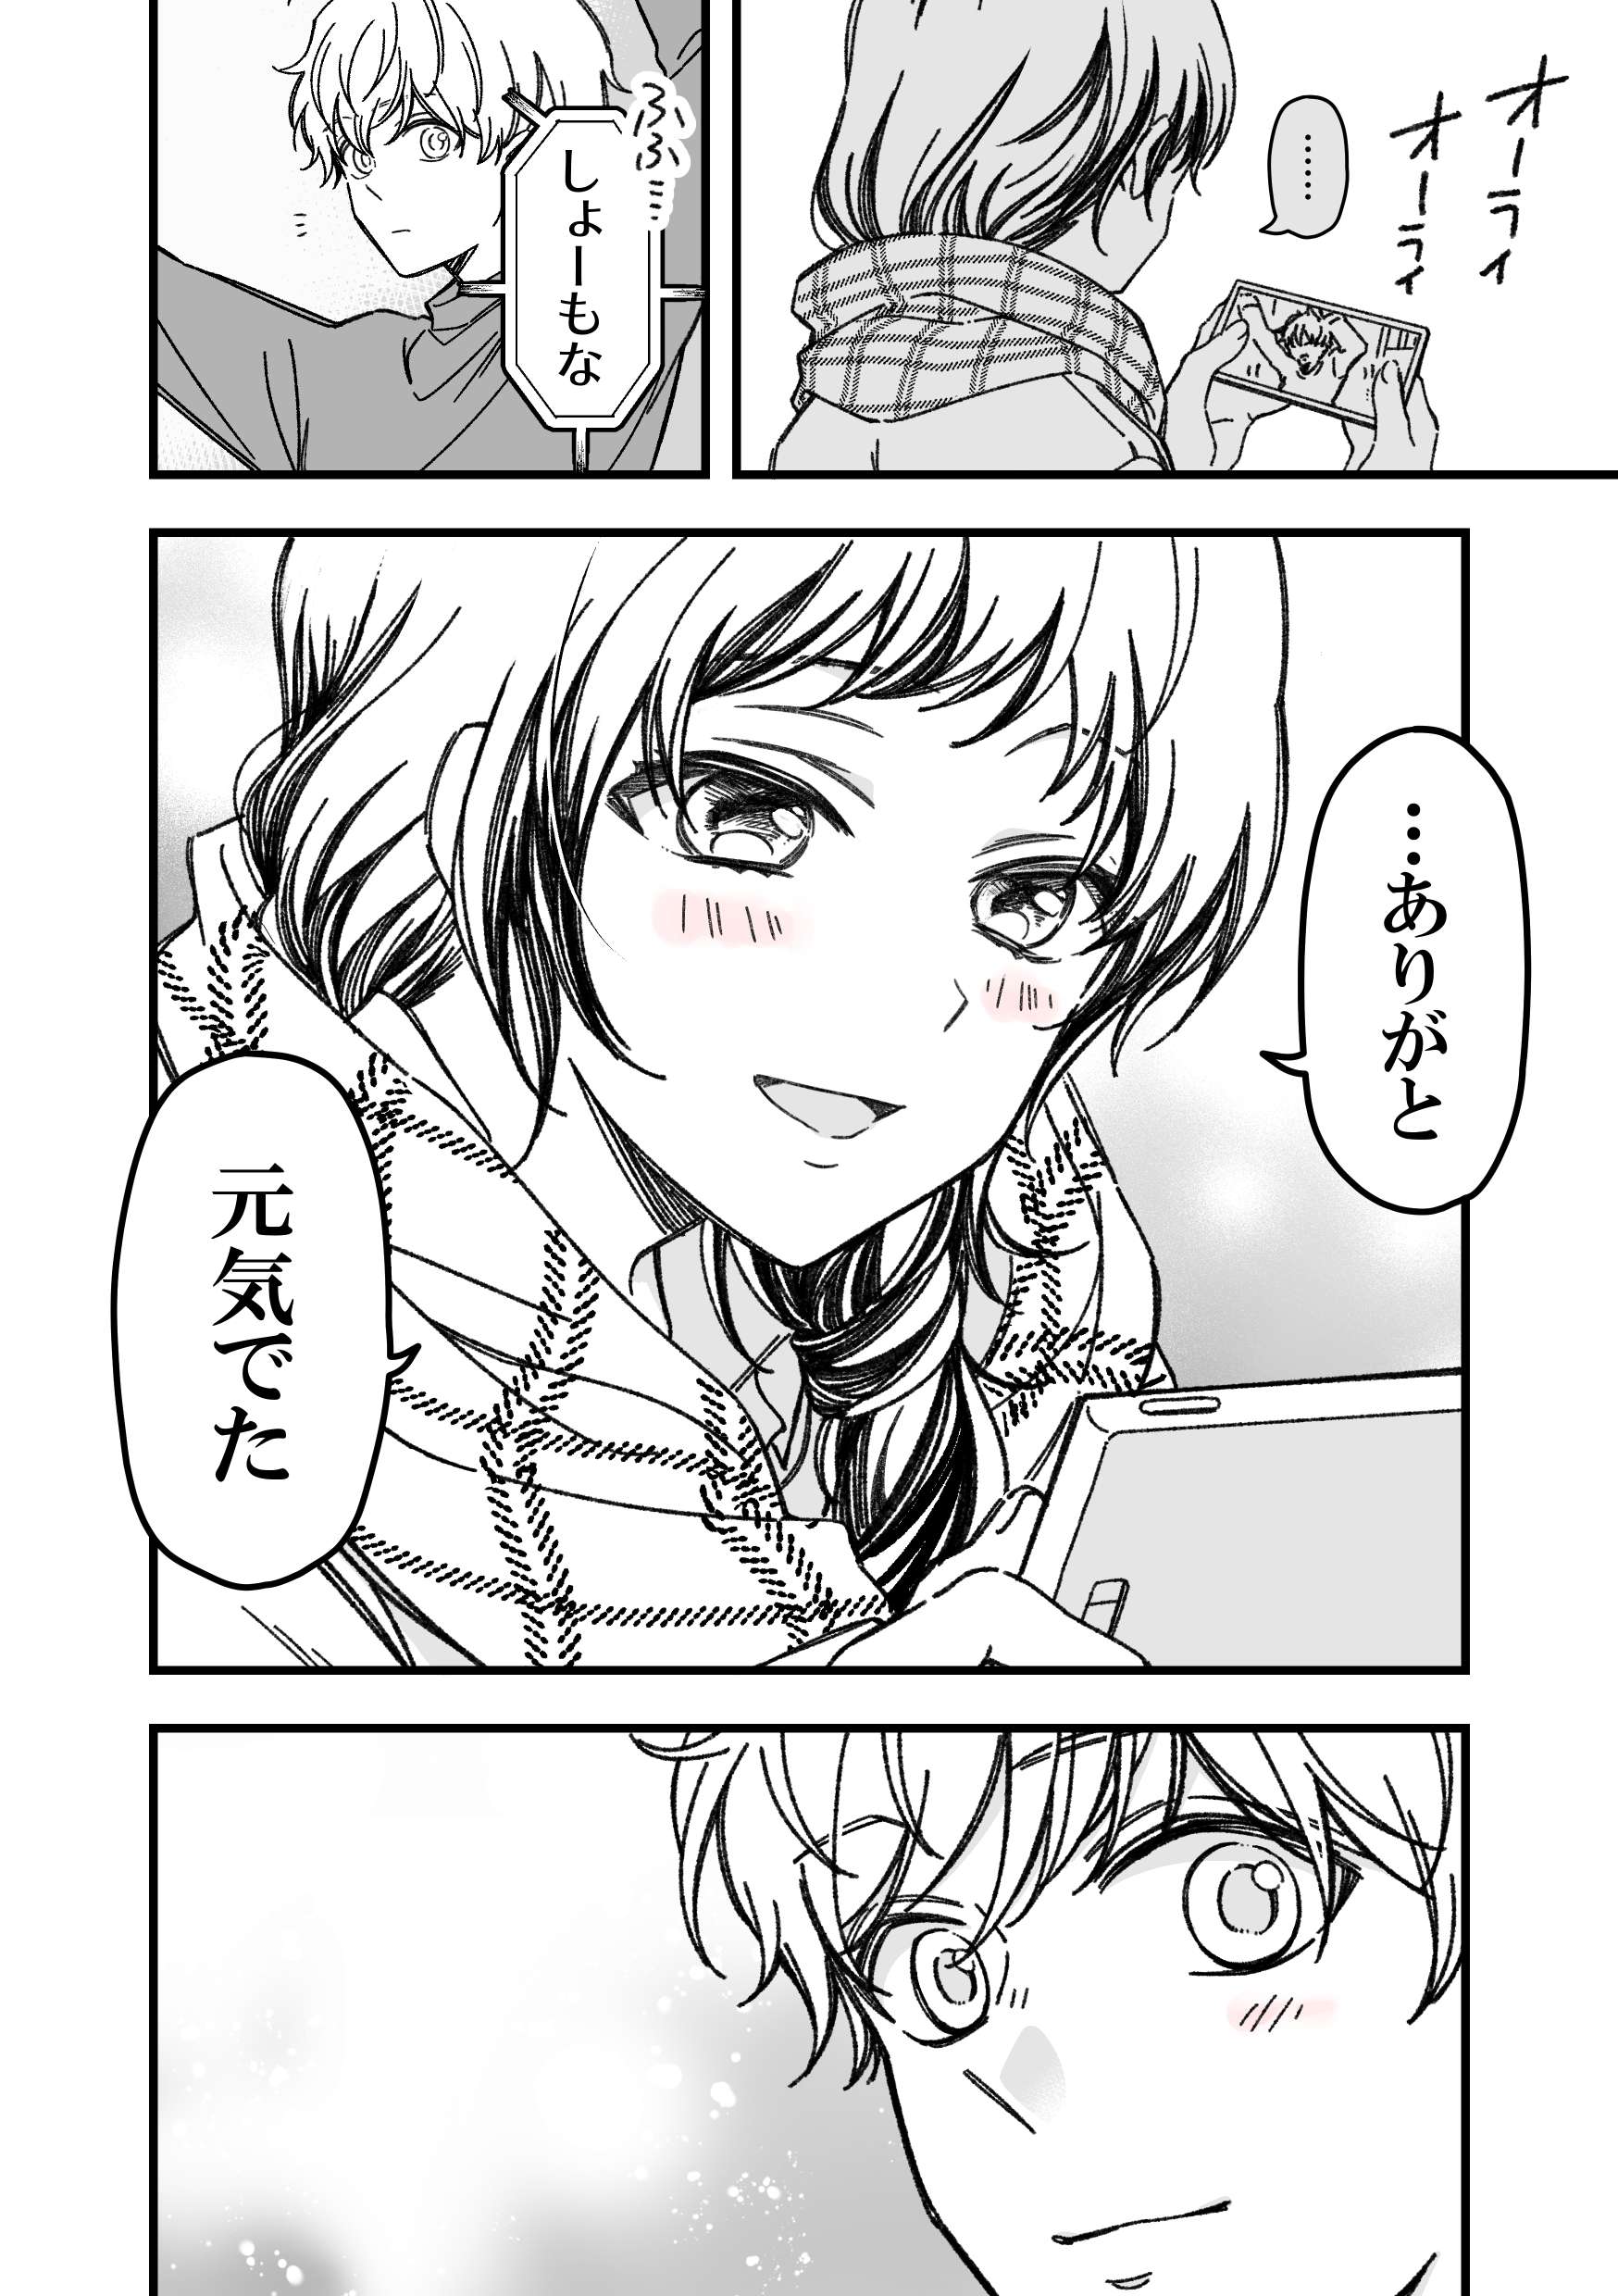 オーライ
オーライ
……
ふふ…
しょーもな
…ありがと
元気でた